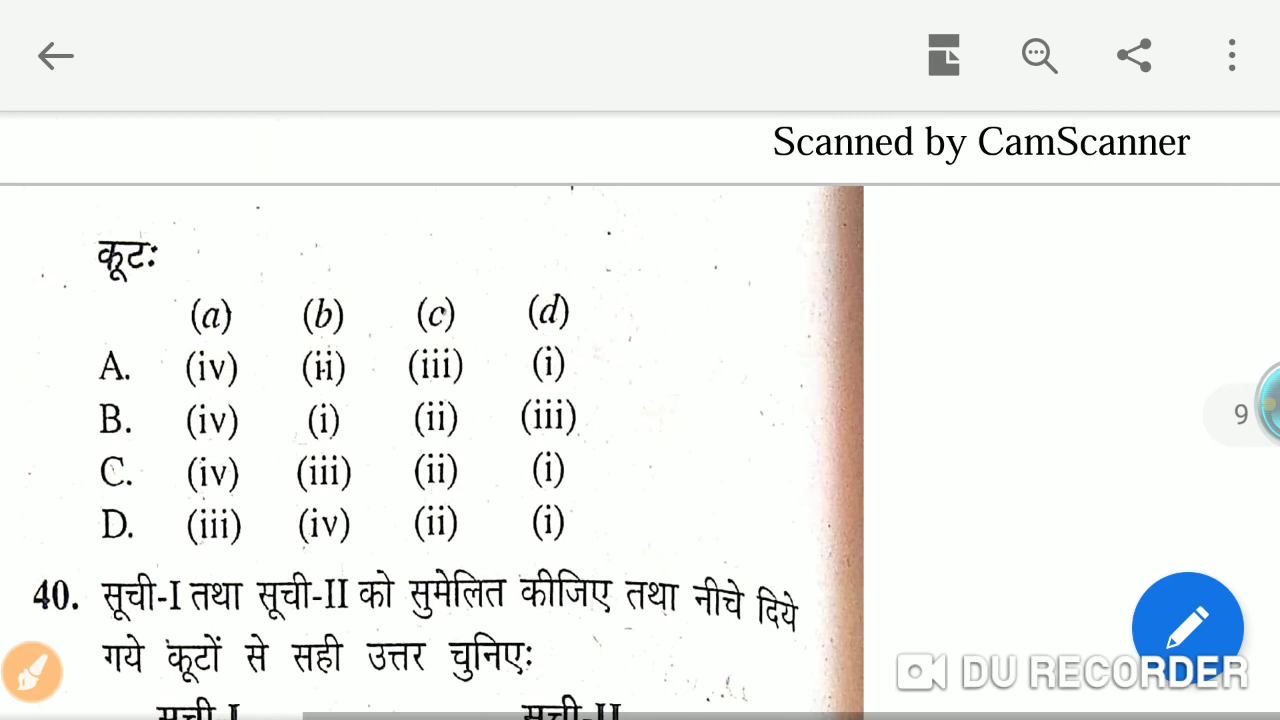 Scanned by CamScanner
कूटः
(a) (b) (c) (d)
A. (iv) (ii) (iii) (i)
B. (iv) (i) (ii) (iii)
C. (iv) (iii) (ii) (i)
D. (iii) (iv) (ii) (i)
9
40. सूची-I तथा सूची-II को सुमेलित कीजिए तथा नीचे दिये
गये कूटों से सही उत्तर चुनिएः
DU RECORDER
सूची-I सूची-II